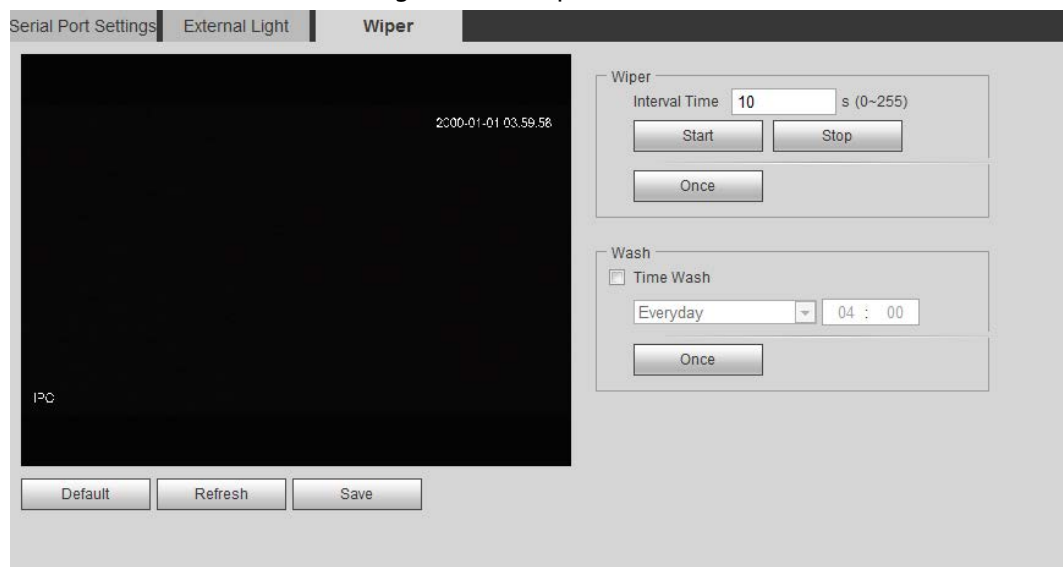 Serial Port Settings External Light Wiper
2000-01-01 03:59:58
IPC
Default Refresh Save
Wiper
Interval Time 10 s (0~255)
Start Stop
Once
Wash
Time Wash
Everyday 04 : 00
Once